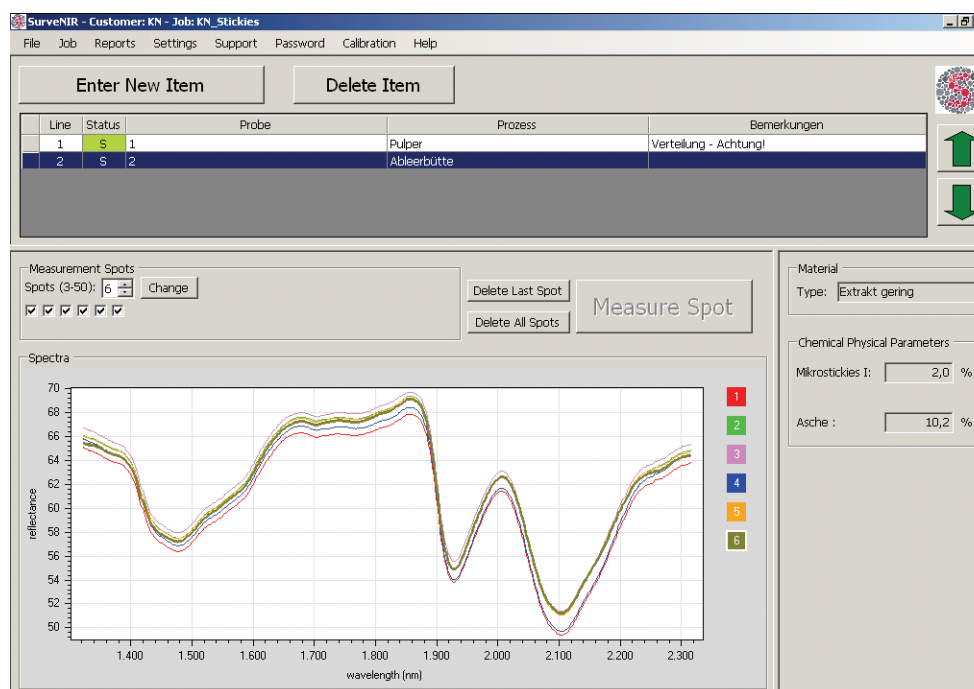 SurveNIR - Customer: KN - Job: KN_Stickies
File Job Reports Settings Support Password Calibration Help
Enter New Item Delete Item
Line Status Probe Prozess Bemerkungen
1 S 1 Pulper Verteilung - Achtung!
2 S 2 Ableerbütte
Measurement Spots
Spots (3-50): 6 Change
Delete Last Spot
Delete All Spots
Measure Spot
Material
Type: Extrakt gering
Chemical Physical Parameters
Mikrostickies I: 2,0 %
Asche : 10,2 %
Spectra
70
68
66
64
62
60
58
56
54
52
50
reflectance
1.400 1.500 1.600 1.700 1.800 1.900 2.000 2.100 2.200 2.300
wavelength (nm)
1
2
3
4
5
6